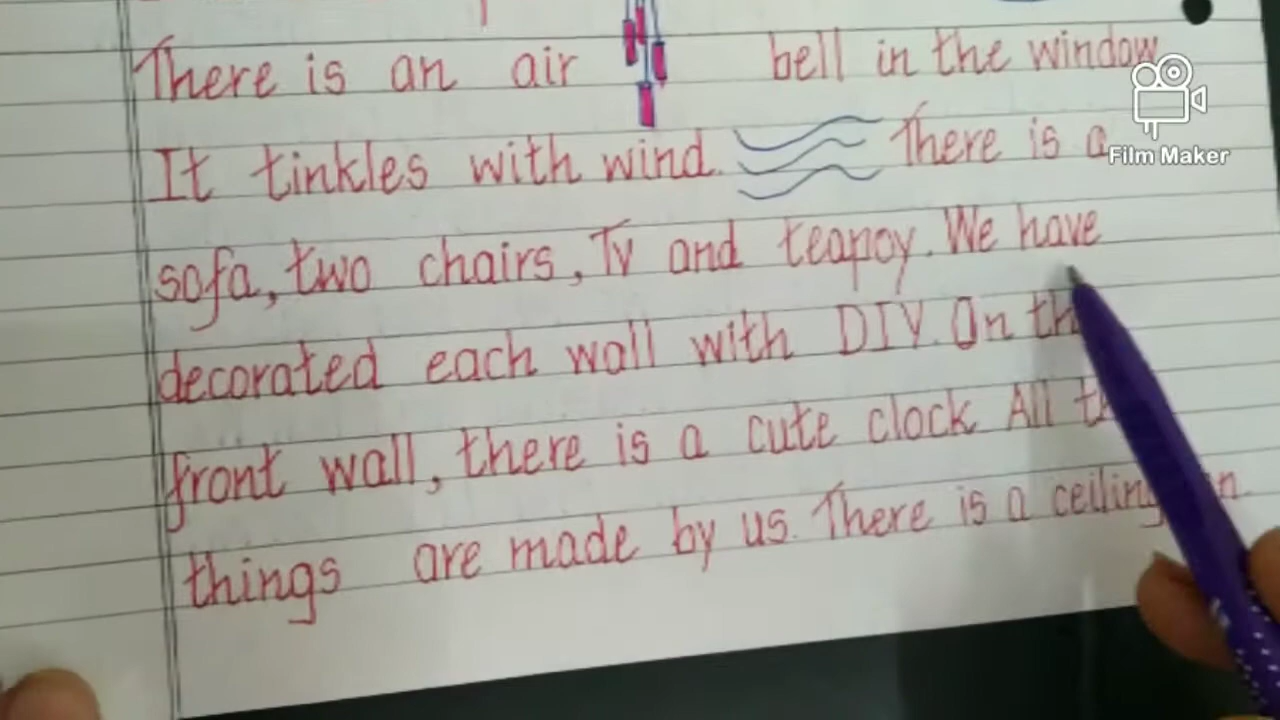 There is an air bell in the window
It tinkles with wind. There is a
Film Maker
sofa, two chairs, Tv and teapoy. We have
decorated each wall with DIY. On
front wall, there is a cute clock All
things are made by us. There is a ceiling